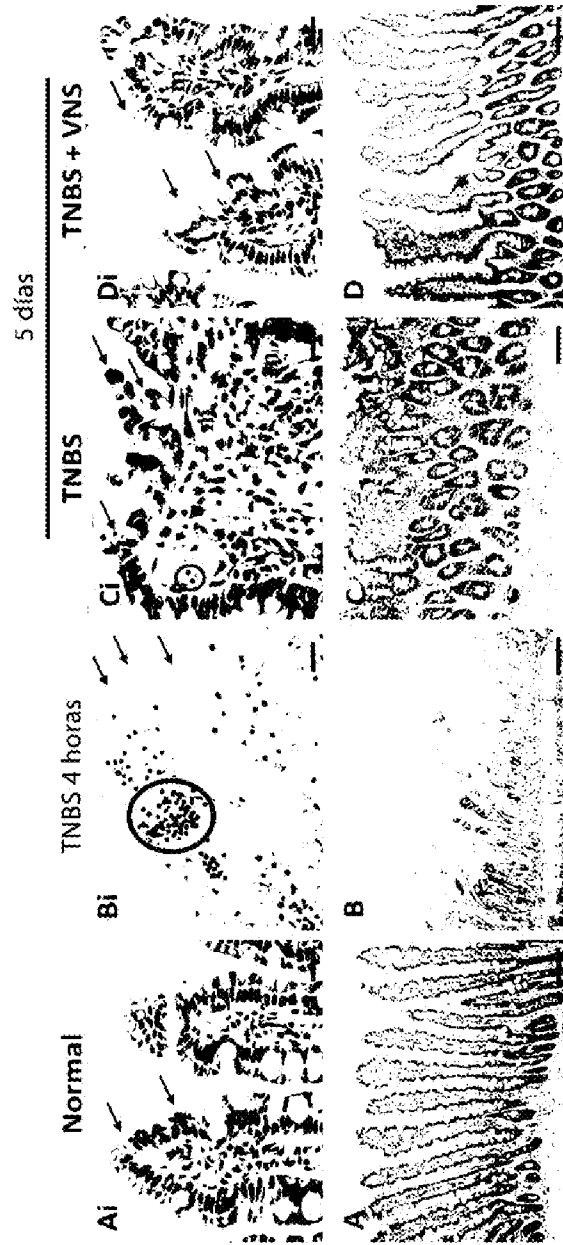 5 días
Normal
TNBS 4 horas
TNBS
TNBS + VNS
Ai
Bi
Ci
Di
m
m
A
B
C
D